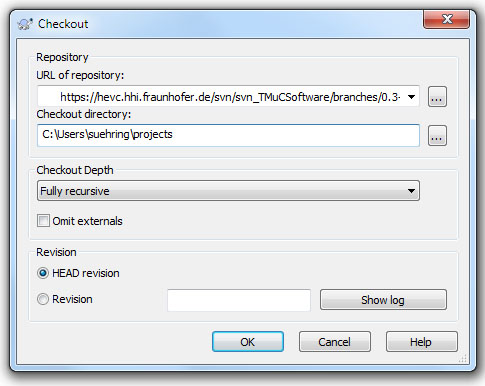 Checkout
Repository
URL of repository:
https://hevc.hhi.fraunhofer.de/svn/svn_TMuCSoftware/branches/0.3-
...
Checkout directory:
C:\Users\suehring\projects
...
Checkout Depth
Fully recursive
Omit externals
Revision
HEAD revision
Revision
Show log
OK
Cancel
Help